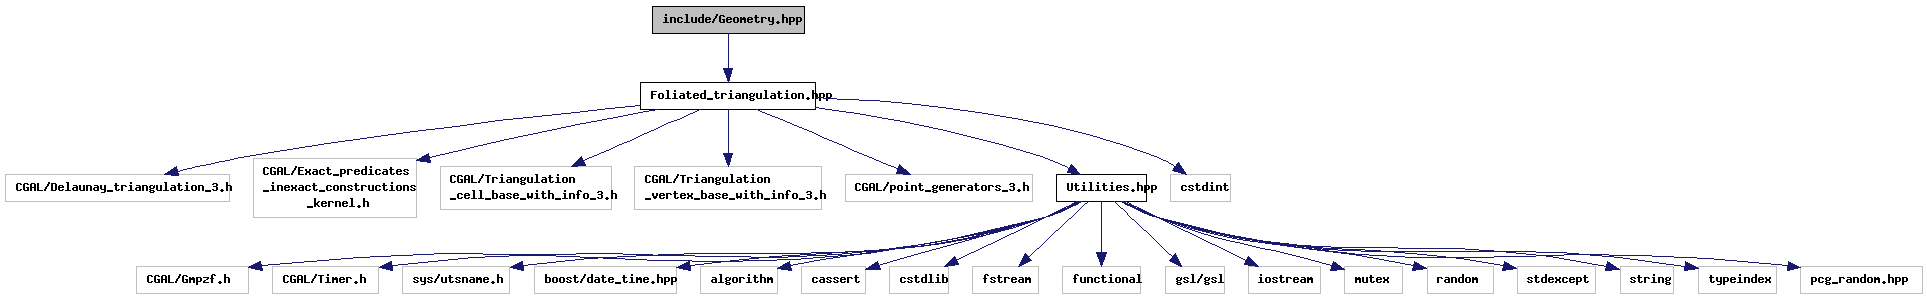 include/Geometry.hpp
Foliated_triangulation.hpp
CGAL/Delaunay_triangulation_3.h
CGAL/Exact_predicates
_inexact_constructions
_kernel.h
CGAL/Triangulation
_cell_base_with_info_3.h
CGAL/Triangulation
_vertex_base_with_info_3.h
CGAL/point_generators_3.h
Utilities.hpp
cstdint
CGAL/Gmpzf.h
CGAL/Timer.h
sys/utsname.h
boost/date_time.hpp
algorithm
cassert
cstdlib
fstream
functional
gsl/gsl
iostream
mutex
random
stdexcept
string
typeindex
pcg_random.hpp